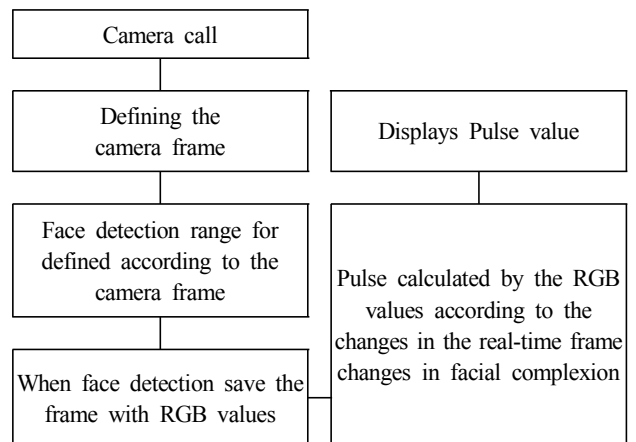 Camera call
Defining the
camera frame
Face detection range for
defined according to the
camera frame
When face detection save the
frame with RGB values
Displays Pulse value
Pulse calculated by the RGB
values according to the
changes in the real-time frame
changes in facial complexion